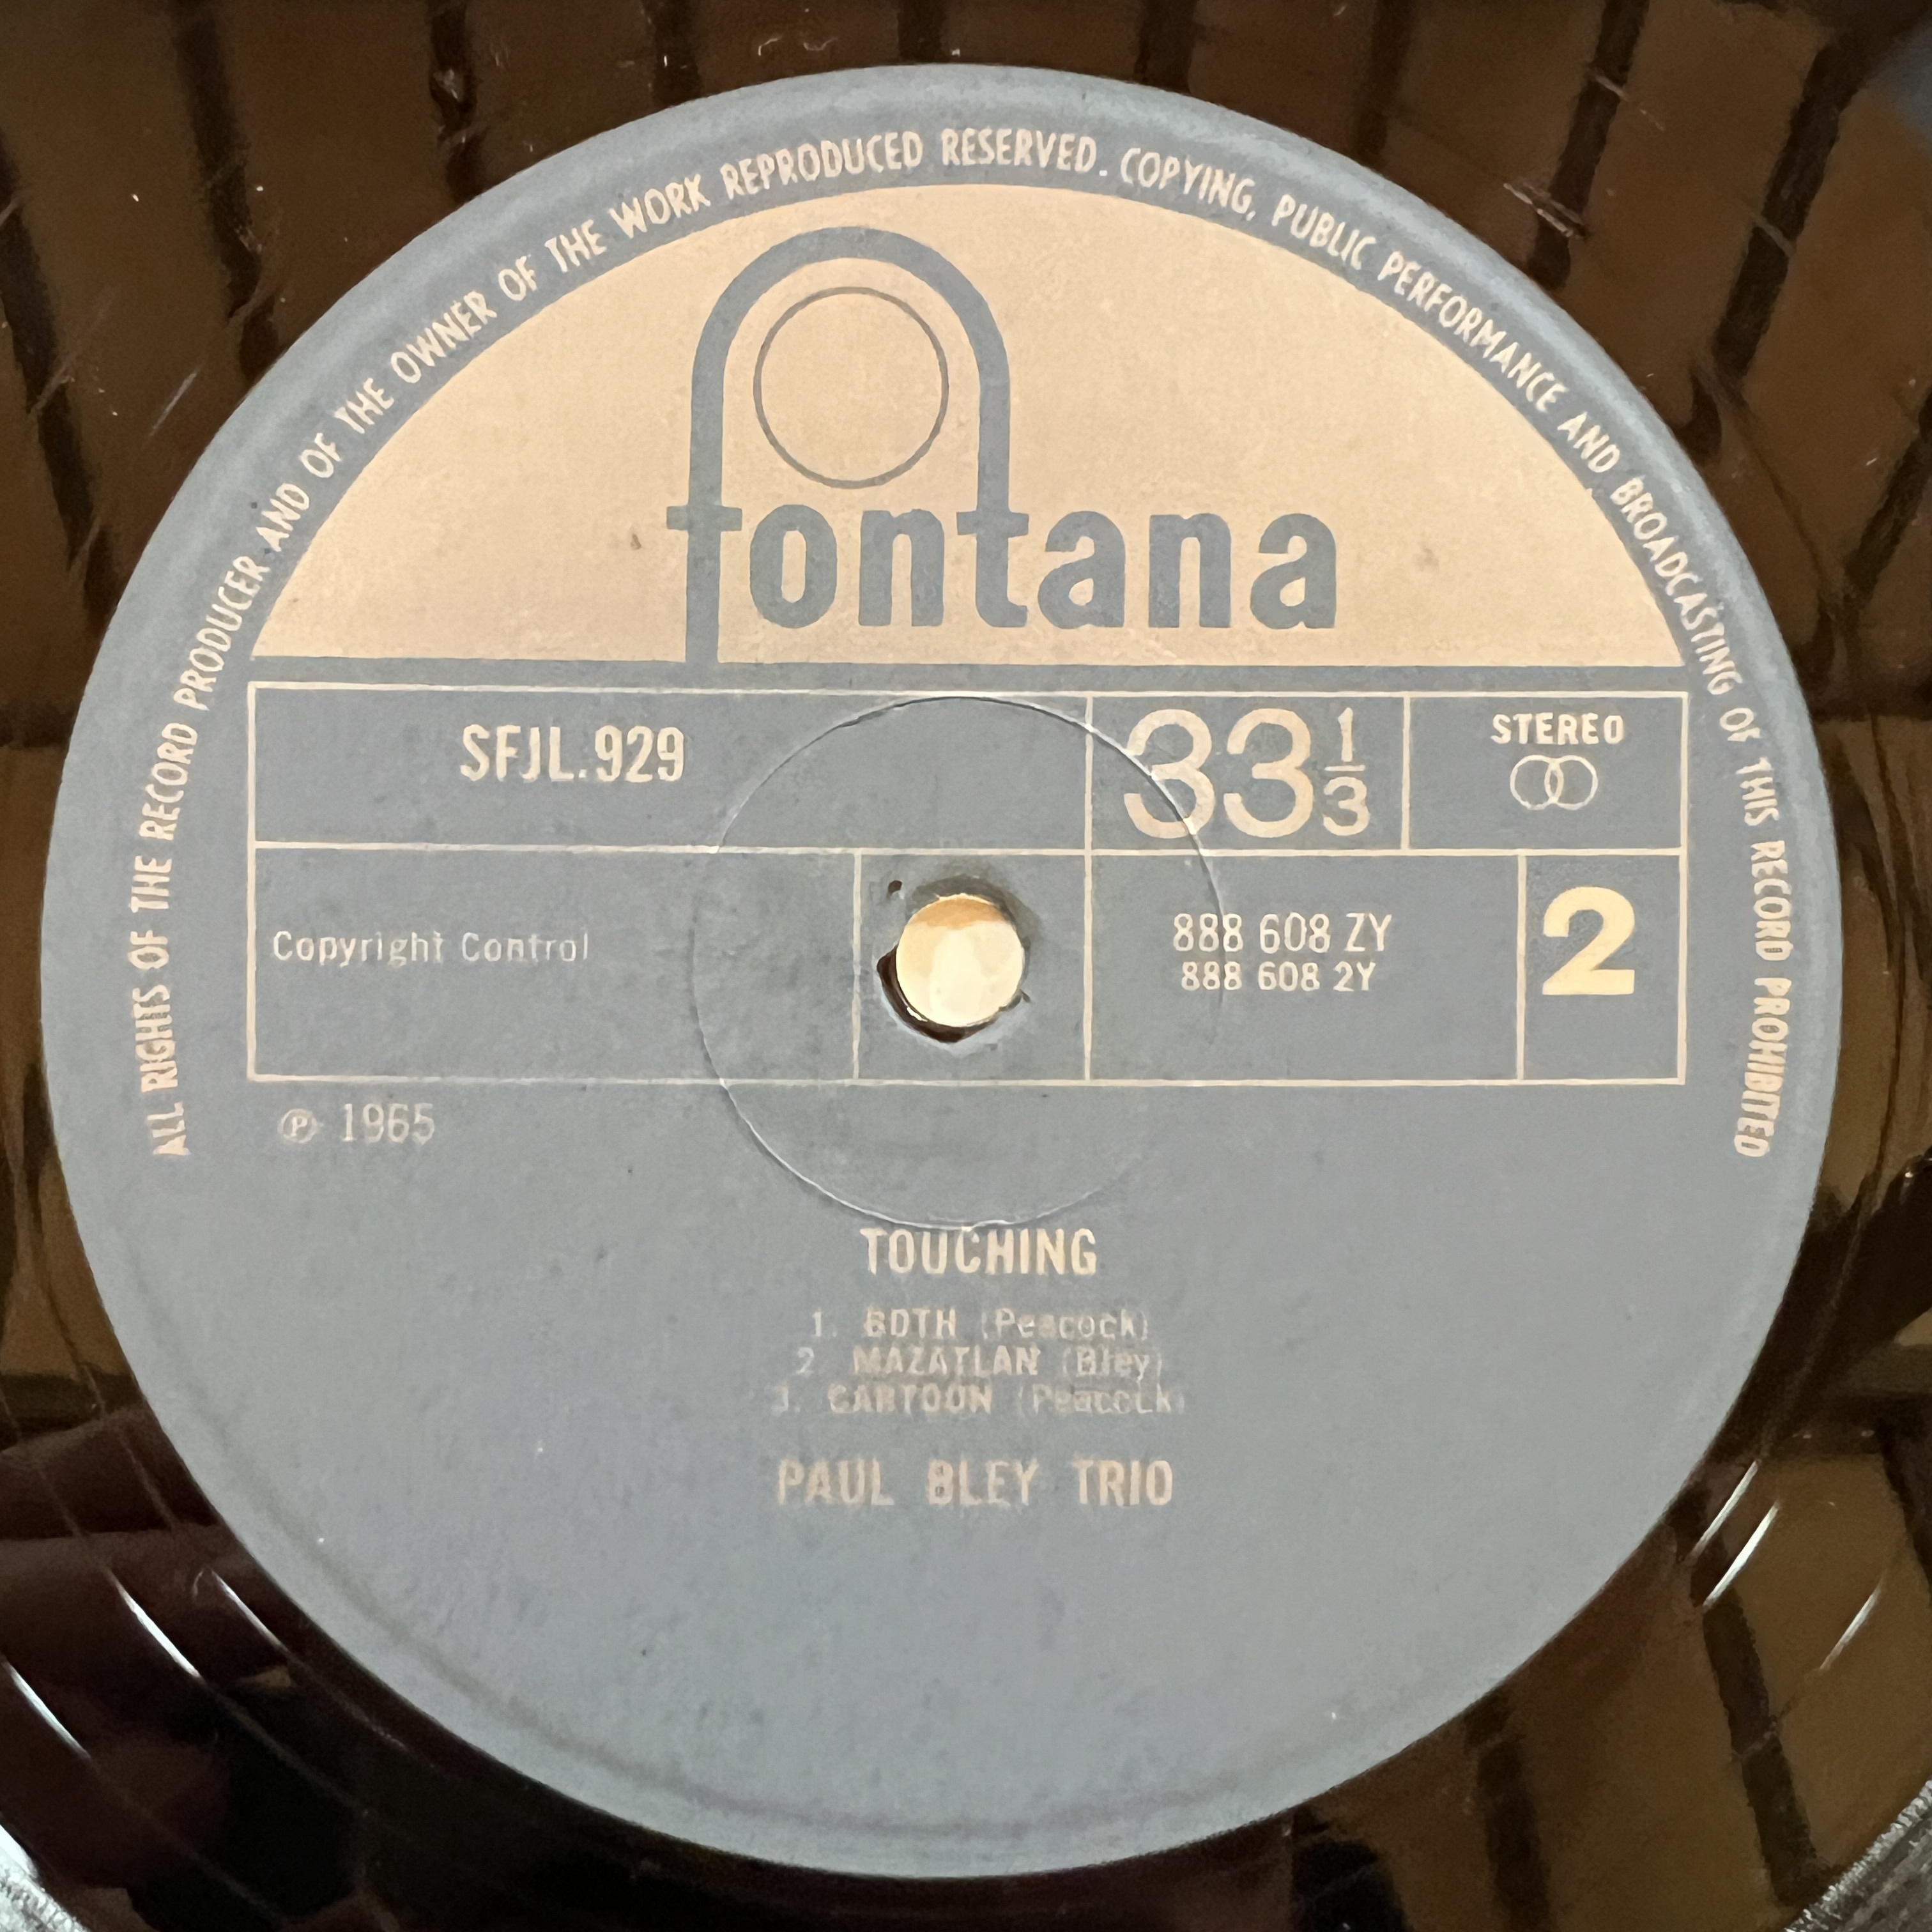 ALL RIGHTS OF THE RECORD PRODUCER AND OF THE OWNER OF THE WORK REPRODUCED RESERVED. COPYING, PUBLIC PERFORMANCE AND BROADCASTING OF THIS RECORD PROHIBITED
fontana
SFJL.929
33 1/3
STEREO
Copyright Control
888 608 ZY
888 608 2Y
2
℗ 1965
TOUCHING
1. BOTH (Peacock)
2 MAZATLAN (Bley)
3. CARTOON (Peacock)
PAUL BLEY TRIO